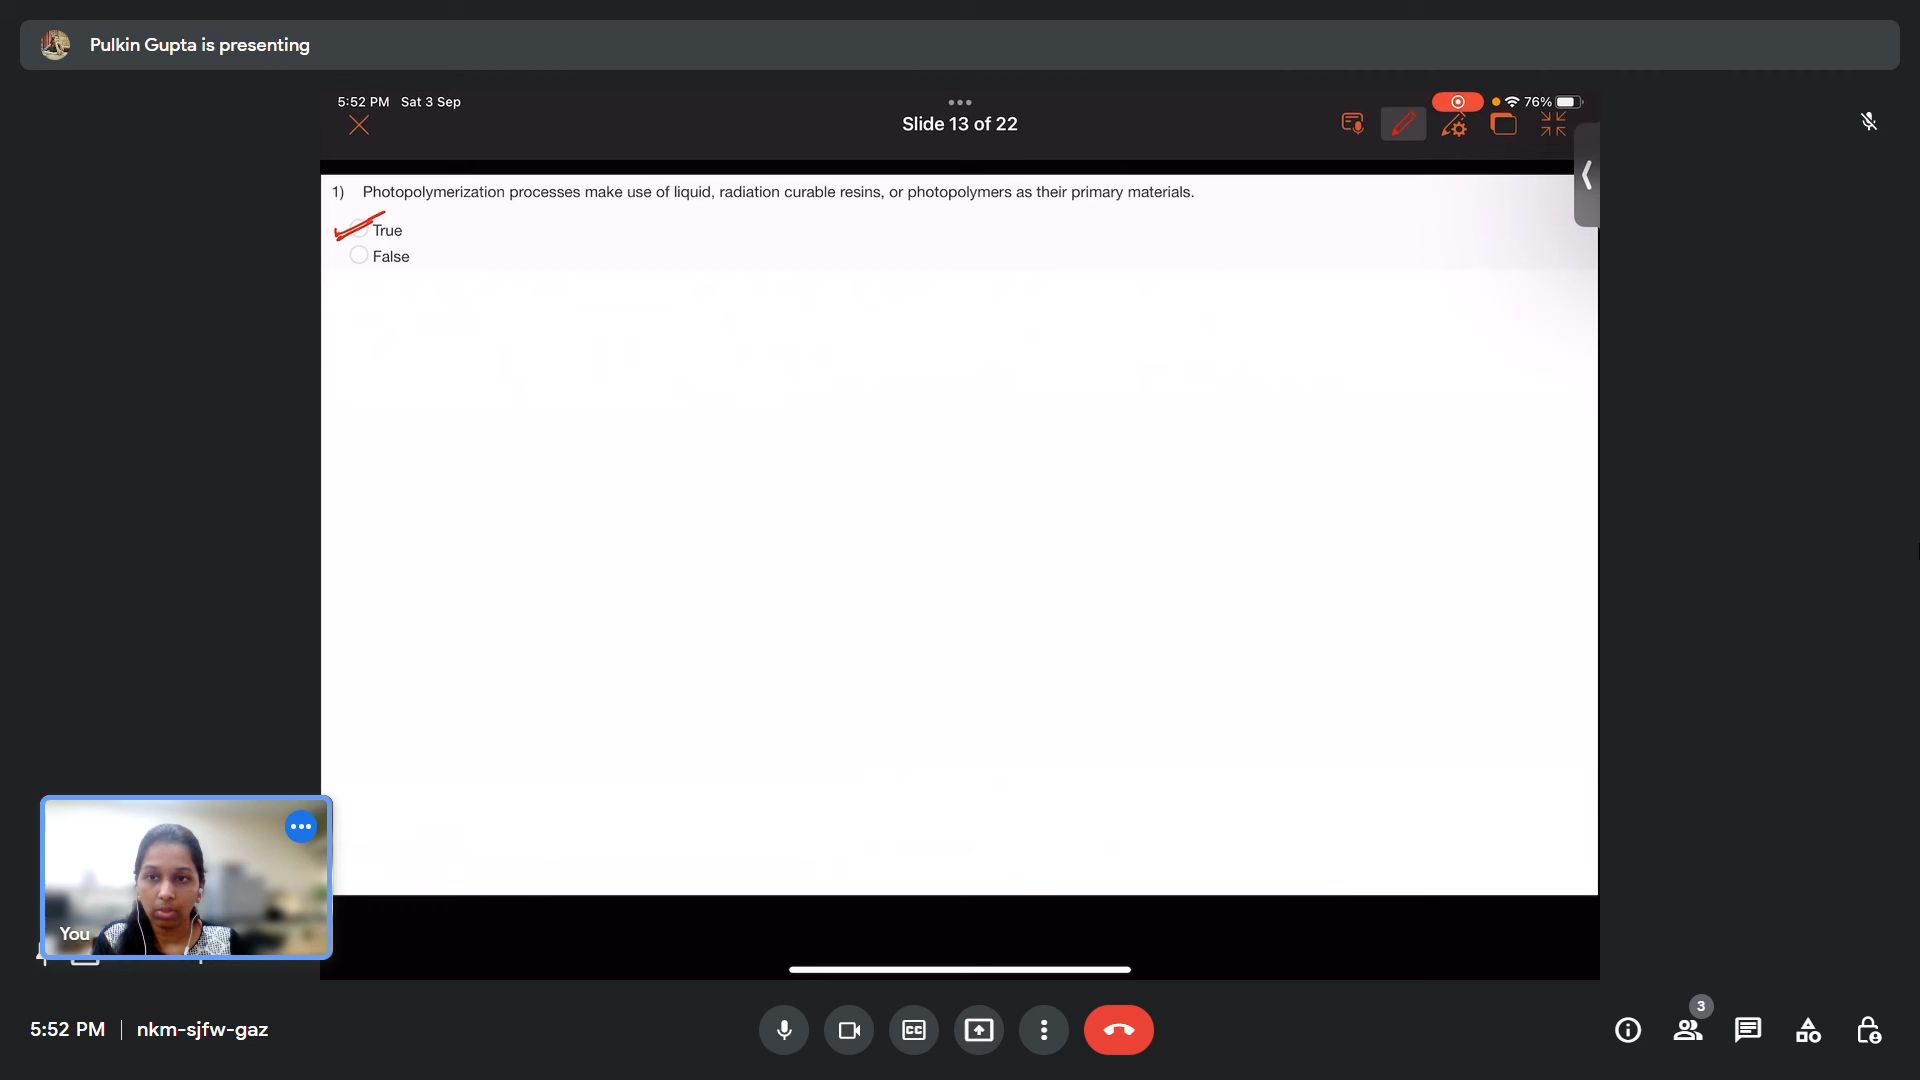 Pulkin Gupta is presenting
5:52 PM Sat 3 Sep
76%
Slide 13 of 22
1) Photopolymerization processes make use of liquid, radiation curable resins, or photopolymers as their primary materials.
True
False
You
5:52 PM | nkm-sjfw-gaz
CC
3